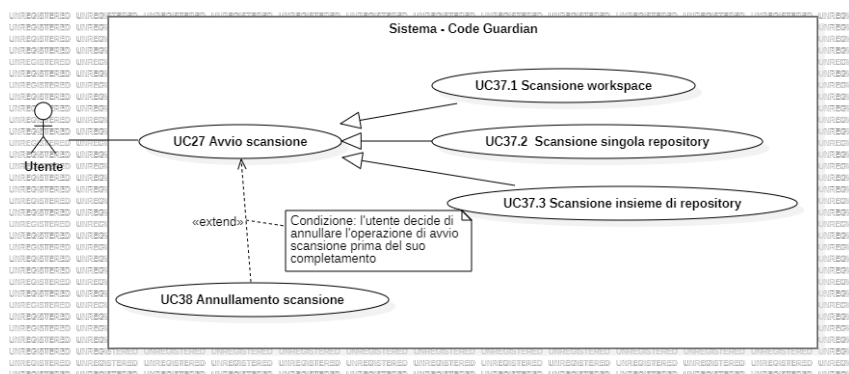 Sistema - Code Guardian
UC37.1 Scansione workspace
UC27 Avvio scansione
UC37.2 Scansione singola repository
Utente
UC37.3 Scansione insieme di repository
«extend»
Condizione: l'utente decide di
annullare l'operazione di avvio
scansione prima del suo
completamento
UC38 Annullamento scansione
UNREGISTERED